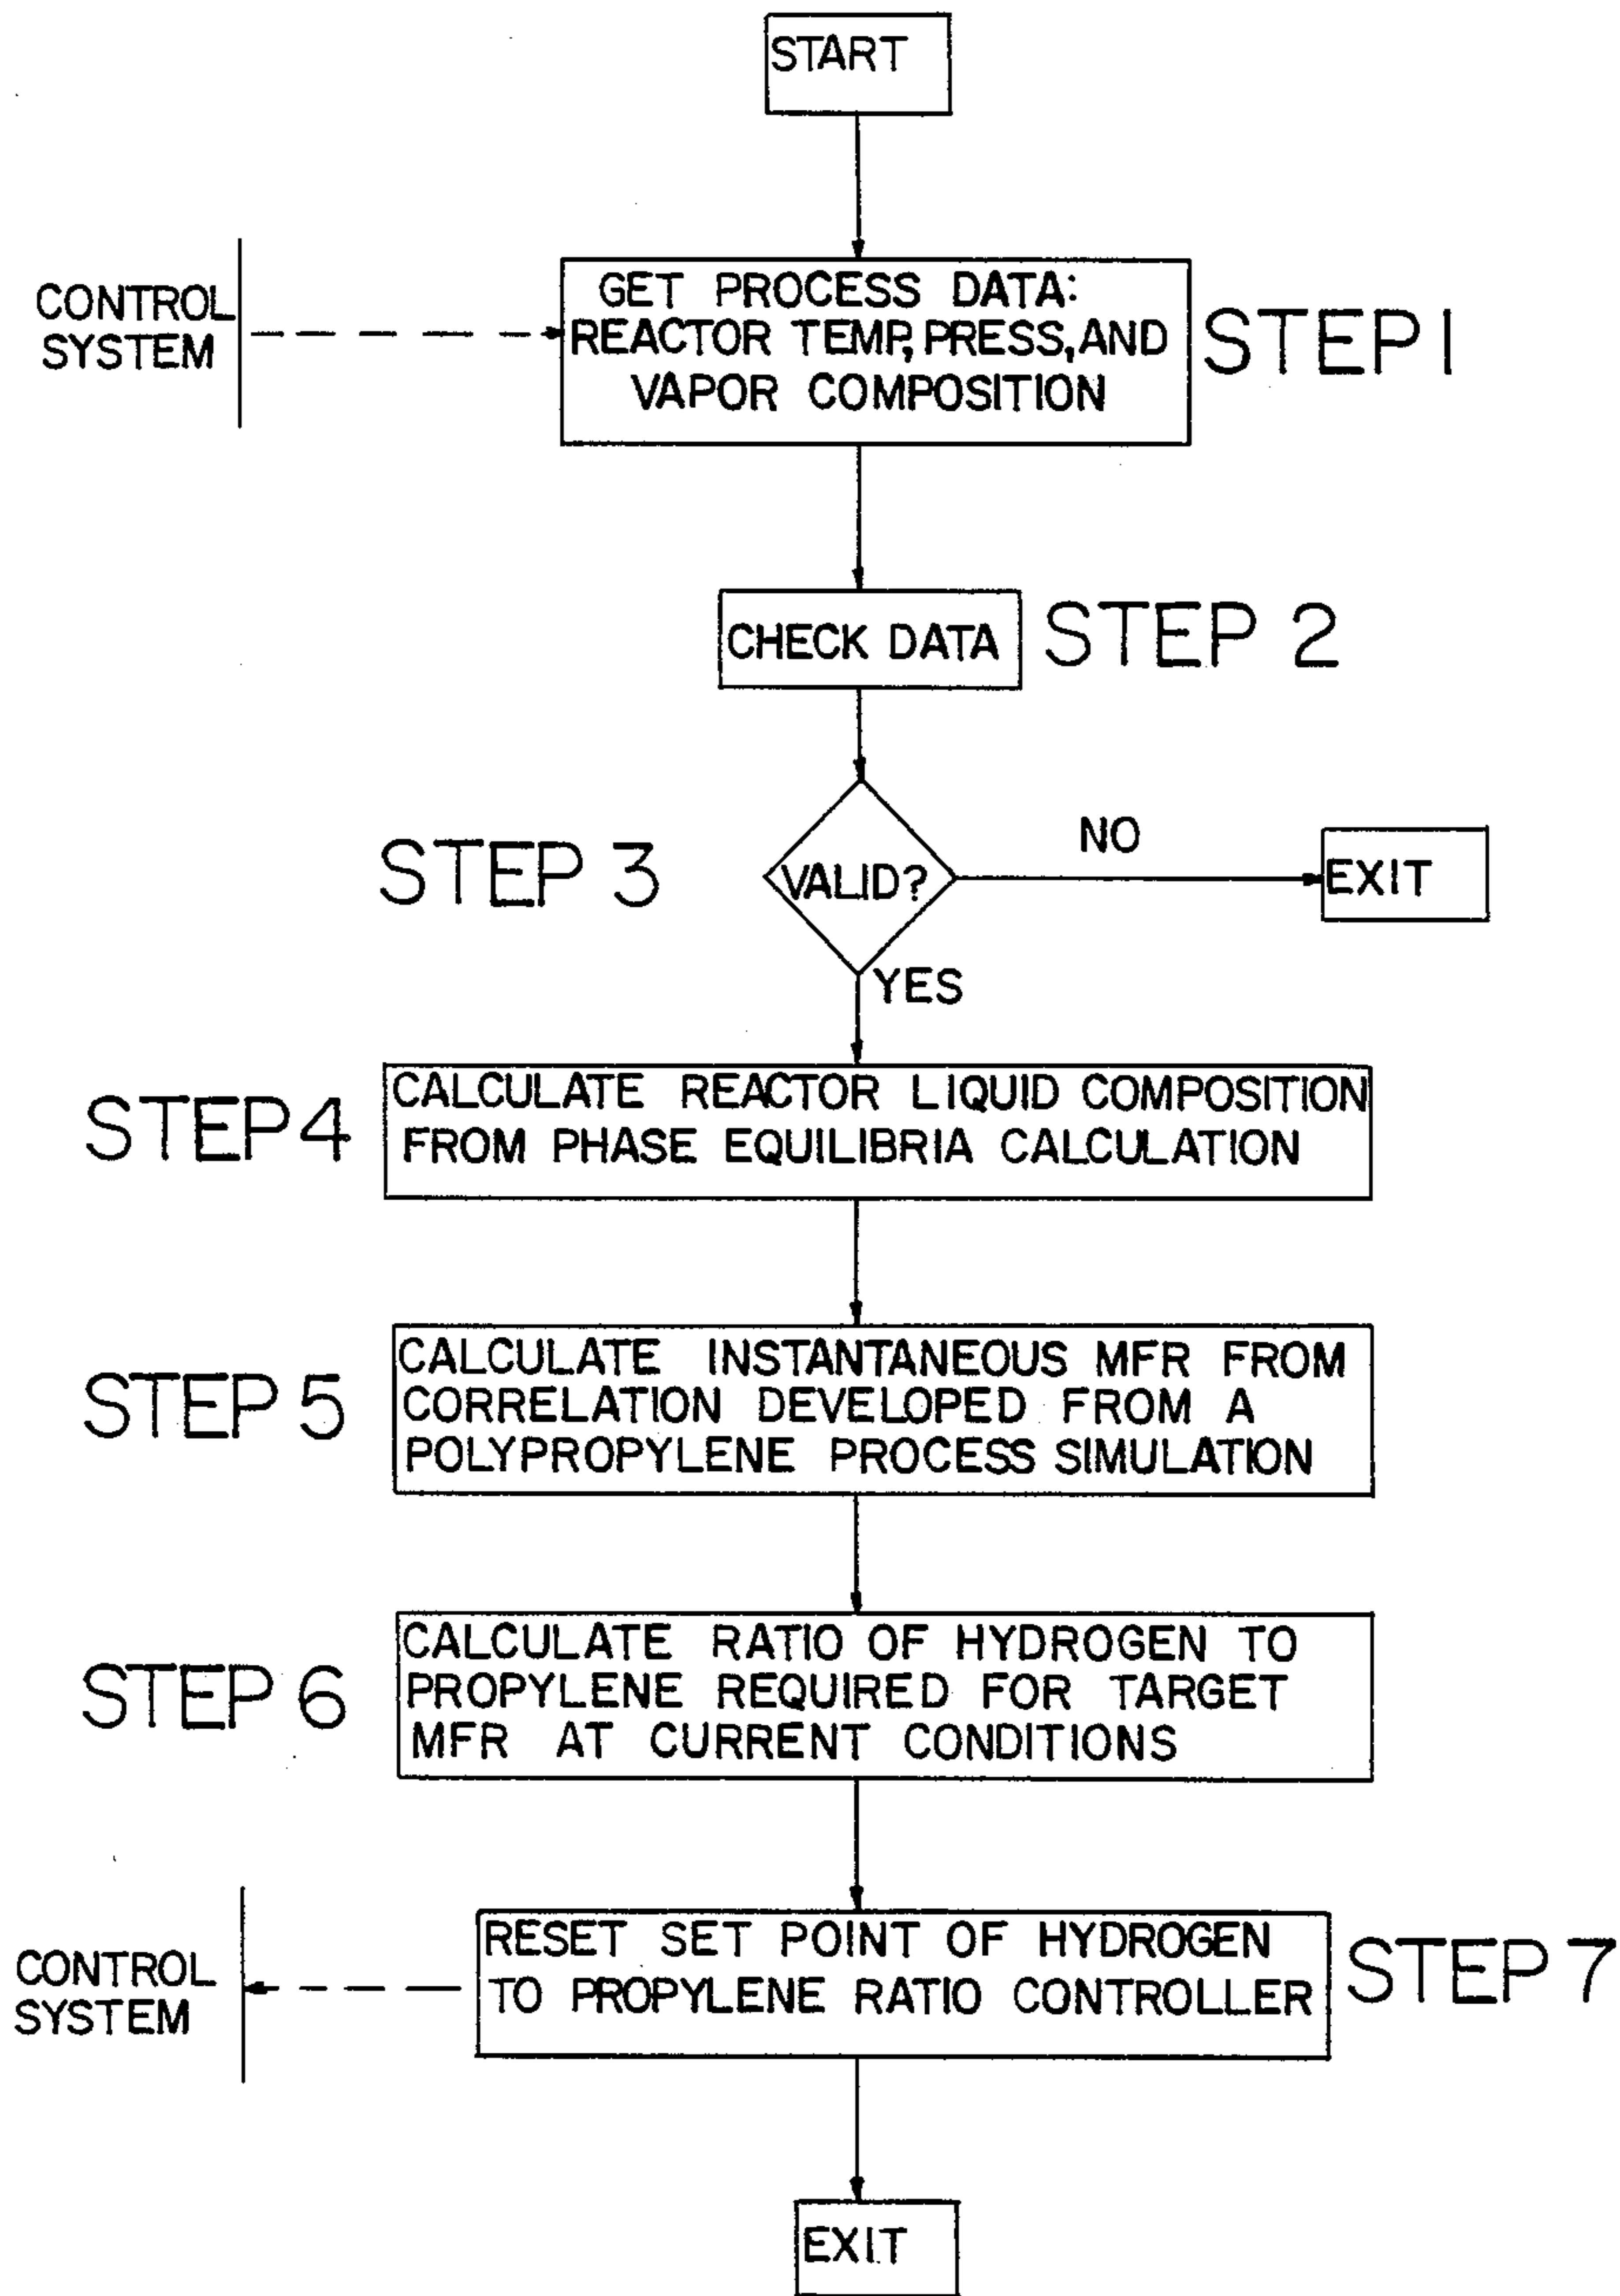 START
CONTROL
SYSTEM
GET PROCESS DATA:
REACTOR TEMP, PRESS, AND
VAPOR COMPOSITION
STEP 1
CHECK DATA
STEP 2
STEP 3
VALID?
NO
EXIT
YES
STEP 4
CALCULATE REACTOR LIQUID COMPOSITION
FROM PHASE EQUILIBRIA CALCULATION
STEP 5
CALCULATE INSTANTANEOUS MFR FROM
CORRELATION DEVELOPED FROM A
POLYPROPYLENE PROCESS SIMULATION
STEP 6
CALCULATE RATIO OF HYDROGEN TO
PROPYLENE REQUIRED FOR TARGET
MFR AT CURRENT CONDITIONS
CONTROL
SYSTEM
RESET SET POINT OF HYDROGEN
TO PROPYLENE RATIO CONTROLLER
STEP 7
EXIT